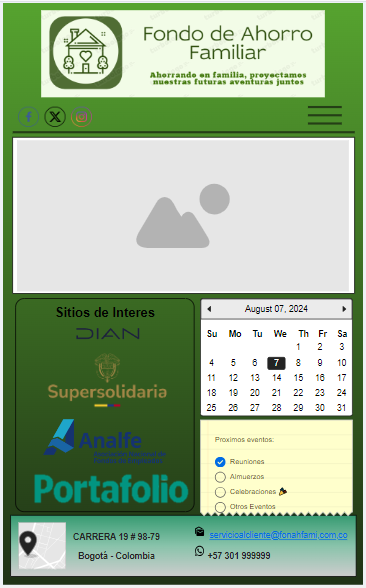 Fondo de Ahorro
Familiar
Ahorrando en familia, proyectamos
nuestras futuras aventuras juntos
Sitios de Interes
DIAN
Supersolidaria
Analfe
Portafolio
August 07, 2024
Su Mo Tu We Th Fr Sa
1 2 3
4 5 6 7 8 9 10
11 12 13 14 15 16 17
18 19 20 21 22 23 24
25 26 27 28 29 30 31
Proximos eventos:
Reuniones
Almuerzos
Celebraciones
Otros Eventos
CARRERA 19 # 98-79
Bogotá - Colombia
servicioalcliente@fonahfami.com.co
+57 301 999999